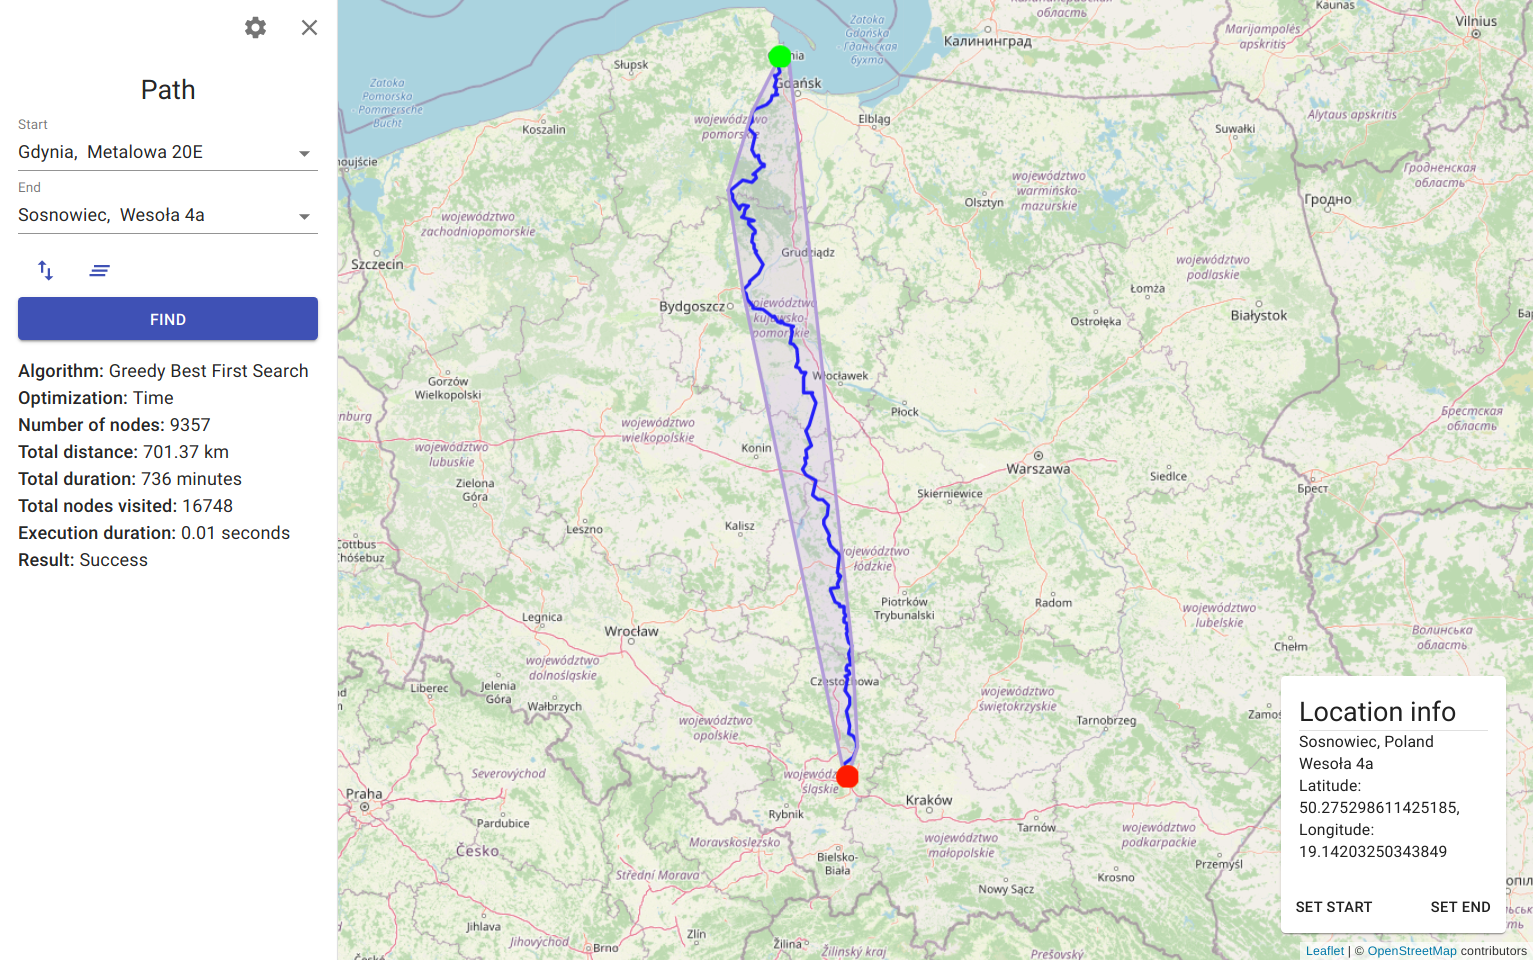 Path
Start
Gdynia, Metalowa 20E
End
Sosnowiec, Wesoła 4a
FIND
Algorithm: Greedy Best First Search
Optimization: Time
Number of nodes: 9357
Total distance: 701.37 km
Total duration: 736 minutes
Total nodes visited: 16748
Execution duration: 0.01 seconds
Result: Success
Zatoka
Gdańska
- Гданьская
бухта
Калининград
область
Kaunas
Vilnius
Marijampolės
apskritis
Słupsk
Gdańsk
Zatoka
Pomorska -
Pommersche
Bucht
Koszalin
województwo
Elbląg
Suwałki
Alytaus apskritis
Гродненская
область
Гродно
województwo
warmińsko-
mazurskie
Olsztyn
województwo
zachodniopomorskie
Szczecin
Grudziądz
województwo
podlaskie
Łomża
Bydgoszcz
województwo
kujawsko-
pomorskie
Ostrołęka
Białystok
Gorzów
Wielkopolski
Włocławek
Płock
Брестская
область
województwo
wielkopolskie
województwo
lubuskie
Konin
Warszawa
Siedlce
Zielona
Góra
Skierniewice
Брест
Leszno
Kalisz
Cottbus
Chóśebuz
województwo
łódzkie
Piotrków
Trybunalski
Radom
województwo
lubelskie
Legnica
Wrocław
Chełm
Волинська
область
województwo
dolnośląskie
Częstochowa
Liberec
Jelenia
Góra
Wałbrzych
województwo
świętokrzyskie
Tarnobrzeg
województwo
opolskie
Severovýchod
śląskie
Praha
Kraków
Rybnik
Pardubice
Tarnów
województwo
podkarpackie
województwo
małopolskie
Moravskoslezsko
Česko
Bielsko-
Biała
Przemyśl
Střední Morava
Krosno
Nowy Sącz
Jihlava
Zlín
Jihovýchod
Brno
Žilina
Žilinský kraj
Prešovský
Location info
Sosnowiec, Poland
Wesoła 4a
Latitude:
50.275298611425185,
Longitude:
19.14203250343849
SET START SET END
Leaflet | © OpenStreetMap contributors